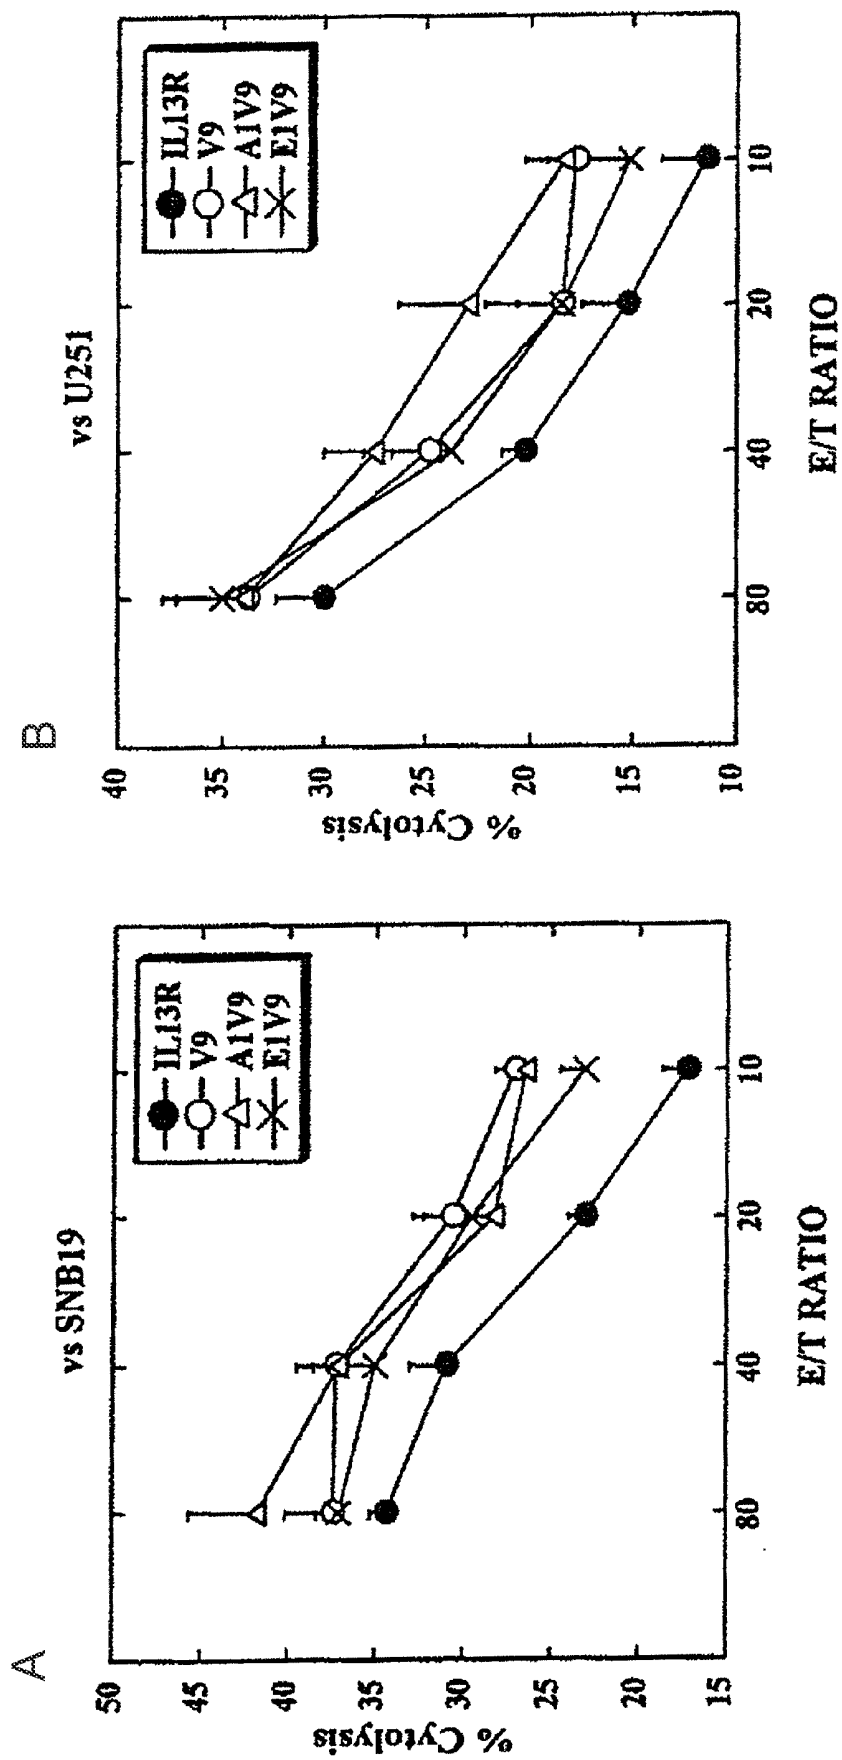 A
vs SNB19
IL13R
V9
A1V9
E1V9
50
45
40
35
30
25
20
15
% Cytolysis
80
40
20
10
E/T RATIO
B
vs U251
IL13R
V9
A1V9
E1V9
40
35
30
25
20
15
10
% Cytolysis
80
40
20
10
E/T RATIO